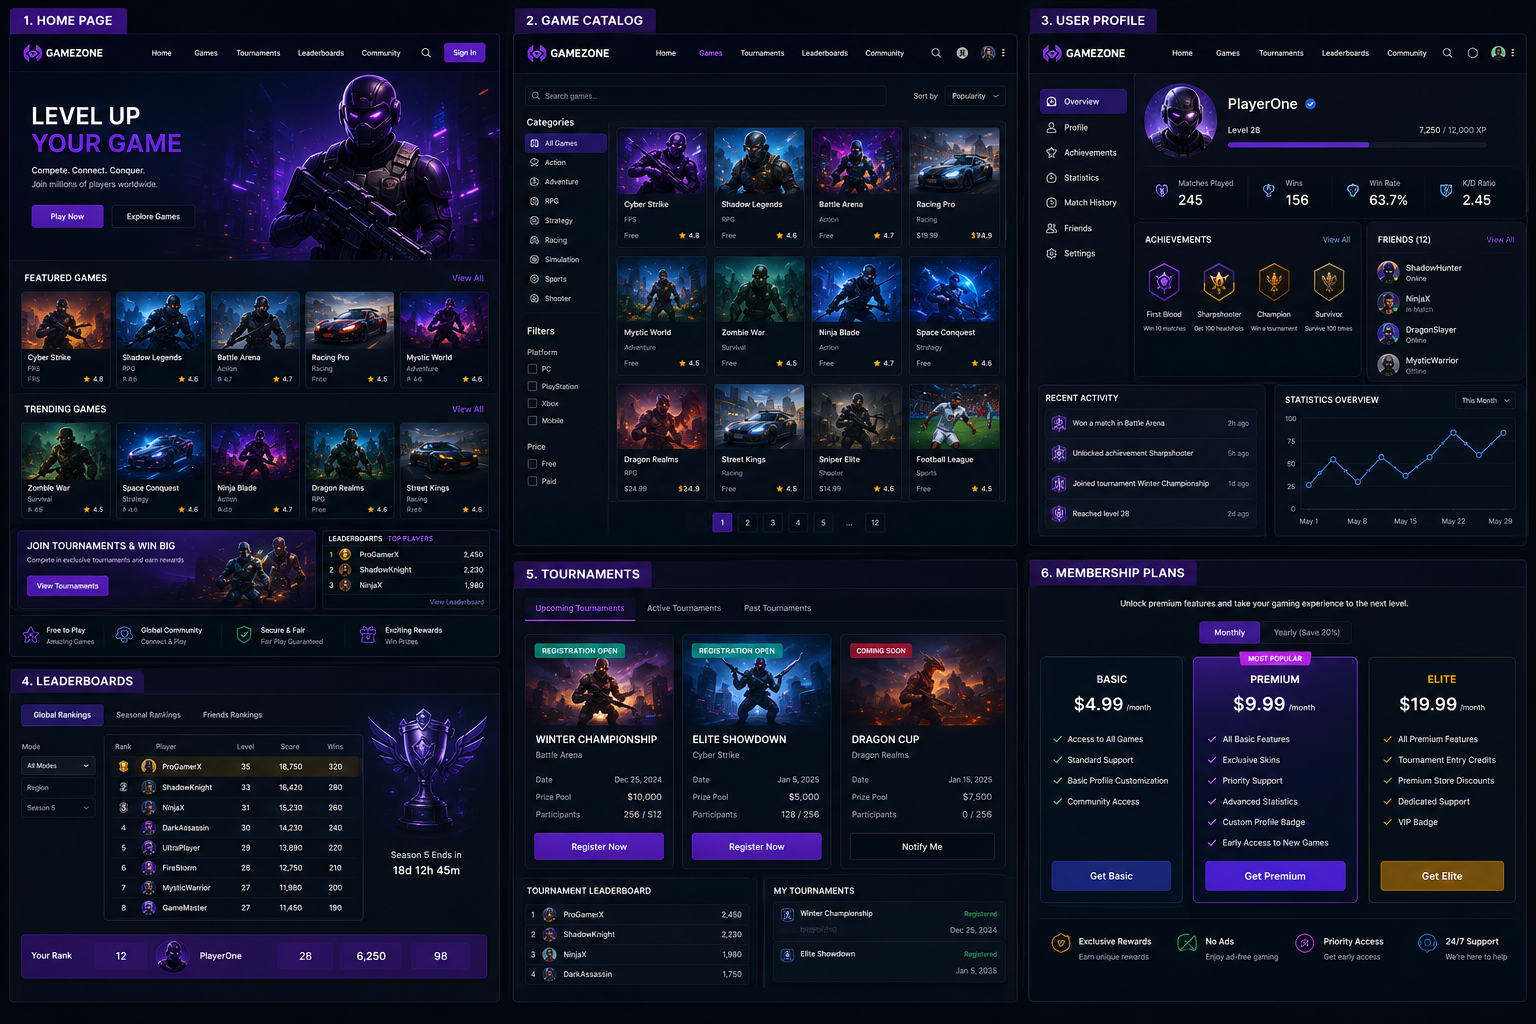 1. HOME PAGE
GAMEZONE
Home Games Tournaments Leaderboards Community Sign In
LEVEL UP
YOUR GAME
Compete. Connect. Conquer.
Join millions of players worldwide.
Play Now Explore Games
FEATURED GAMES View All
Cyber Strike Shadow Legends Battle Arena Racing Pro Mystic World
FPS RPG Action Racing Adventure
FPS 4.8 4.6 4.7 Free 4.5 4.6
TRENDING GAMES View All
Zombie War Space Conquest Ninja Blade Dragon Realms Street Kings
Survival Strategy Action RPG Racing
4.5 4.6 4.7 Free 4.6 4.6
JOIN TOURNAMENTS & WIN BIG
Compete in exclusive tournaments and earn rewards
View Tournaments
LEADERBOARDS TOP PLAYERS
1 ProGamerX 2,450
2 ShadowKnight 2,230
3 NinjaX 1,980
View Leaderboard
Free to Play Global Community Secure & Fair Exciting Rewards
Amazing Games Connect & Play Fair Play Guaranteed Win Prizes
2. GAME CATALOG
GAMEZONE
Home Games Tournaments Leaderboards Community
Search games... Sort by Popularity
Categories
All Games
Action
Adventure
RPG
Strategy
Racing
Simulation
Sports
Shooter
Filters
Platform
PC
PlayStation
Xbox
Mobile
Price
Free
Paid
Cyber Strike Shadow Legends Battle Arena Racing Pro
FPS RPG Action Racing
Free 4.8 Free 4.6 Free 4.7 $19.99
Mystic World Zombie War Ninja Blade Space Conquest
Adventure Survival Action Strategy
Free 4.5 Free 4.5 Free 4.7 Free 4.6
Dragon Realms Street Kings Sniper Elite Football League
RPG Racing Shooter Sports
$24.99 $24.9 Free 4.5 $14.99 4.6 Free 4.5
1 2 3 4 5 ... 12
3. USER PROFILE
GAMEZONE
Home Games Tournaments Leaderboards Community
Overview
Profile
Achievements
Statistics
Match History
Friends
Settings
PlayerOne
Level 28 7,250 / 12,000 XP
Matches Played Wins Win Rate K/D Ratio
245 156 63.7% 2.45
ACHIEVEMENTS View All
First Blood Sharpshooter Champion Survivor
Win 10 matches Get 100 headshots Win a tournament Survive 100 times
FRIENDS (12) View All
ShadowHunter
Online
NinjaX
In Match
DragonSlayer
Online
MysticWarrior
Offline
RECENT ACTIVITY
Won a match in Battle Arena 2h ago
Unlocked achievement Sharpshooter 5h ago
Joined tournament Winter Championship 1d ago
Reached level 28 2d ago
STATISTICS OVERVIEW This Month
100
75
50
25
0
May 1 May 8 May 15 May 22 May 29
4. LEADERBOARDS
Global Rankings Seasonal Rankings Friends Rankings
Mode
All Modes
Region
Season 5
Rank Player Level Score Wins
ProGamerX 35 18,750 320
2 ShadowKnight 33 16,420 280
3 NinjaX 31 15,230 260
4 DarkAssassin 30 14,230 240
5 UltraPlayer 29 13,890 220
6 FireStorm 28 12,750 210
7 MysticWarrior 27 11,980 200
8 GameMaster 27 11,450 190
Season 5 Ends in
18d 12h 45m
Your Rank 12 PlayerOne 28 6,250 98
5. TOURNAMENTS
Upcoming Tournaments Active Tournaments Past Tournaments
REGISTRATION OPEN REGISTRATION OPEN COMING SOON
WINTER CHAMPIONSHIP ELITE SHOWDOWN DRAGON CUP
Battle Arena Cyber Strike Dragon Realms
Date Dec 25, 2024 Date Jan 5, 2025 Date Jan 15, 2025
Prize Pool $10,000 Prize Pool $5,000 Prize Pool $7,500
Participants 256 / 512 Participants 128 / 256 Participants 0 / 256
Register Now Register Now Notify Me
TOURNAMENT LEADERBOARD
1 ProGamerX 2,450
2 ShadowKnight 2,230
3 NinjaX 1,980
4 DarkAssassin 1,750
MY TOURNAMENTS
Winter Championship Registered
Dec 25, 2024
Elite Showdown Registered
Jan 5, 2025
6. MEMBERSHIP PLANS
Unlock premium features and take your gaming experience to the next level.
Monthly Yearly (Save 20%)
BASIC
$4.99 /month
Access to All Games
Standard Support
Basic Profile Customization
Community Access
Get Basic
MOST POPULAR
PREMIUM
$9.99 /month
All Basic Features
Exclusive Skins
Priority Support
Advanced Statistics
Custom Profile Badge
Early Access to New Games
Get Premium
ELITE
$19.99 /month
All Premium Features
Tournament Entry Credits
Premium Store Discounts
Dedicated Support
VIP Badge
Get Elite
Exclusive Rewards No Ads Priority Access 24/7 Support
Earn unique rewards Enjoy ad-free gaming Get early access We're here to help